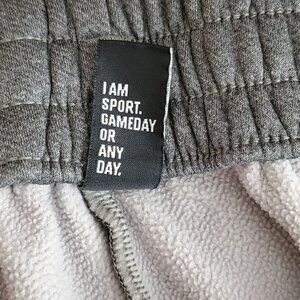 I AM
SPORT.
GAMEDAY
OR
ANY
DAY.